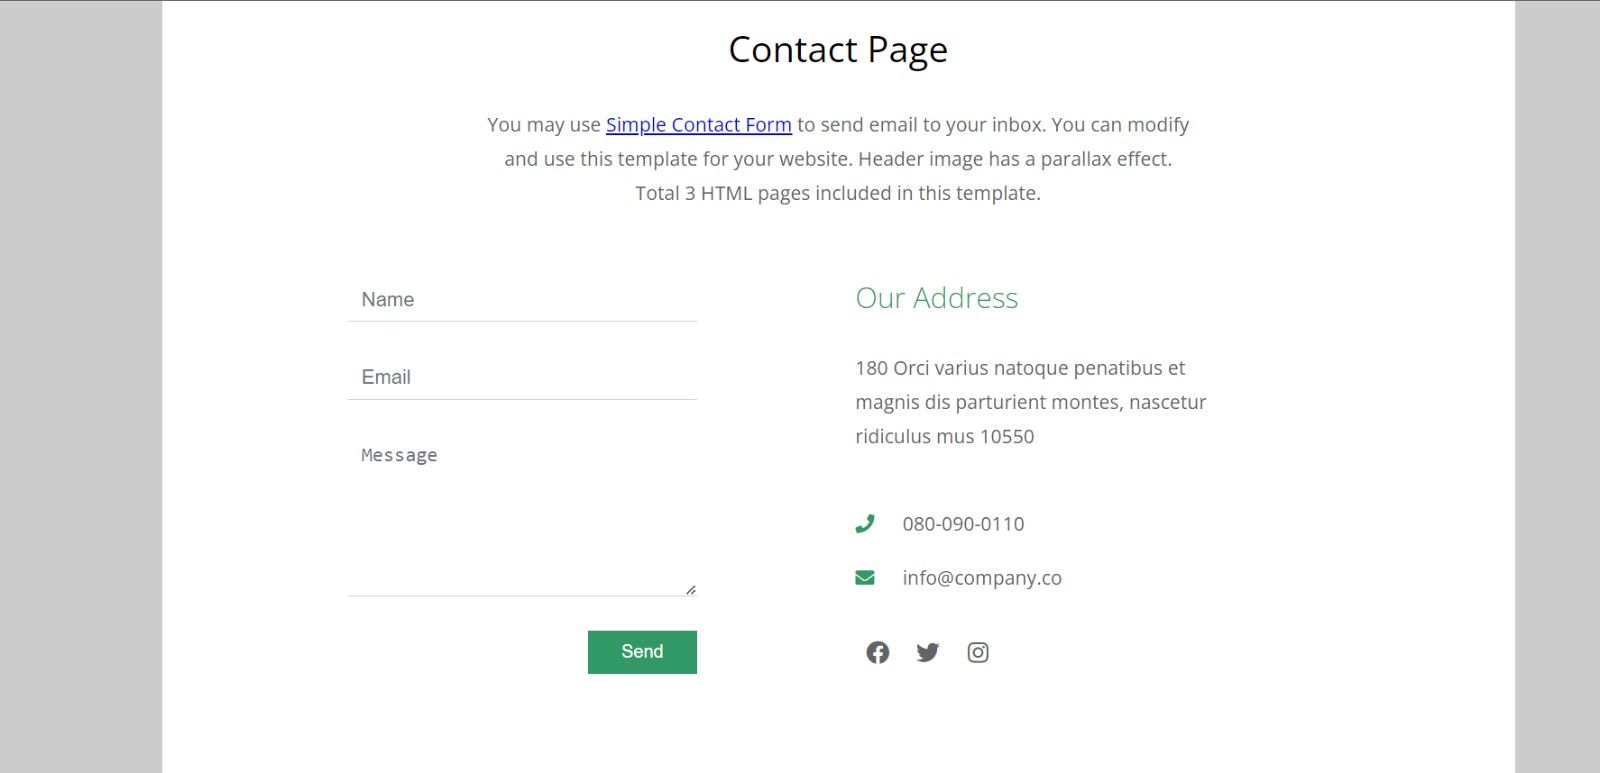 Contact Page
You may use Simple Contact Form to send email to your inbox. You can modify
and use this template for your website. Header image has a parallax effect.
Total 3 HTML pages included in this template.
Name
Email
Message
Send
Our Address
180 Orci varius natoque penatibus et
magnis dis parturient montes, nascetur
ridiculus mus 10550
080-090-0110
info@company.co